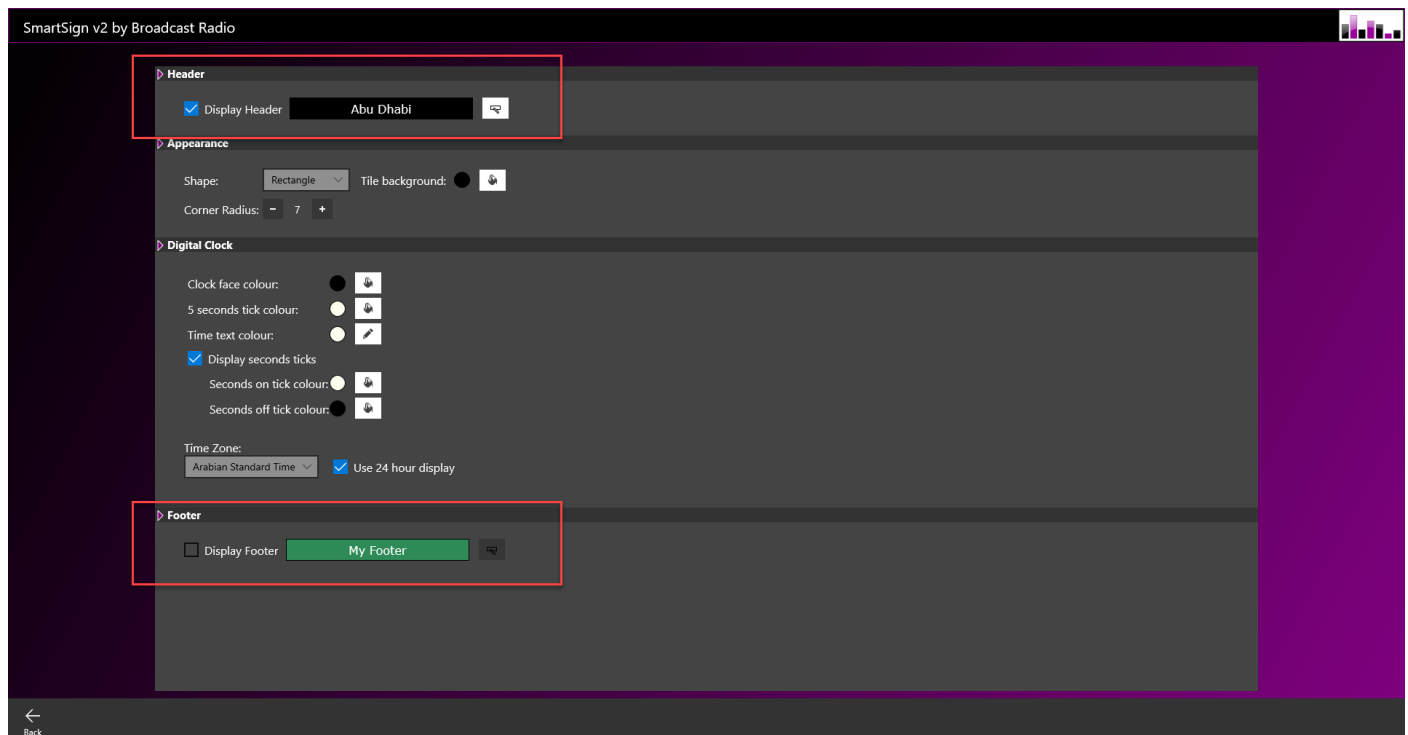 SmartSign v2 by Broadcast Radio
Header
Display Header Abu Dhabi
Appearance
Shape: Rectangle Tile background:
Corner Radius: - 7 +
Digital Clock
Clock face colour:
5 seconds tick colour:
Time text colour:
Display seconds ticks
Seconds on tick colour:
Seconds off tick colour:
Time Zone:
Arabian Standard Time Use 24 hour display
Footer
Display Footer My Footer
Back